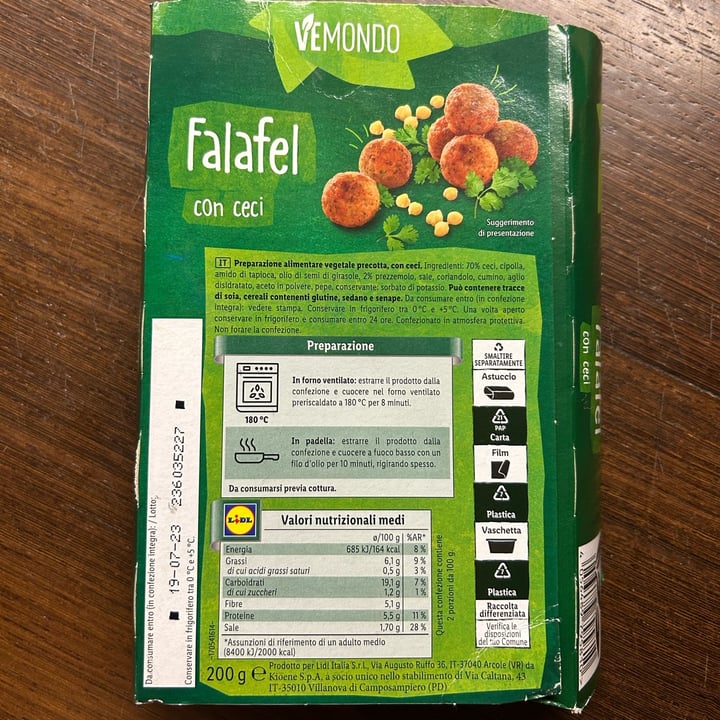 VEMONDO
Falafel
con ceci
Suggerimento
di presentazione
IT Preparazione alimentare vegetale precotta, con ceci. Ingredienti: 70% ceci, cipolla,
amido di tapioca, olio di semi di girasole, 2% prezzemolo, sale, coriandolo, cumino, aglio
disidratato, aceto in polvere, pepe, conservante: sorbato di potassio. Può contenere tracce
di soia, cereali contenenti glutine, sedano e senape. Da consumare entro (in confezione
integra): vedere stampa. Conservare in frigorifero tra 0°C e +5°C. Una volta aperto
conservare in frigorifero e consumare entro 24 ore. Confezionato in atmosfera protettiva.
Non forare la confezione.
Preparazione
180 °C
In forno ventilato: estrarre il prodotto dalla
confezione e cuocere nel forno ventilato
preriscaldato a 180 °C per 8 minuti.
In padella: estrarre il prodotto dalla
confezione e cuocere a fuoco basso con un
filo d'olio per 10 minuti, rigirando spesso.
Da consumarsi previa cottura.
SMALTIRE
SEPARATAMENTE
Astuccio
21
PAP
Carta
Film
7
Plastica
Vaschetta
Plastica
Raccolta
differenziata
Verifica le
disposizioni
del tuo Comune
LIDL
Valori nutrizionali medi
ø/100 g %AR*
Energia 685 kJ/164 kcal 8 %
Grassi 6,1 g 9 %
di cui acidi grassi saturi 0,5 g 3 %
Carboidrati 19,1 g 7 %
di cui zuccheri 1,2 g 1 %
Fibre 5,1 g
Proteine 5,5 g 11 %
Sale 1,70 g 28 %
*Assunzioni di riferimento di un adulto medio
(8400 kJ/2000 kcal)
Questa confezione contiene
2 porzioni da 100 g.
Da consumare entro (in confezione integra): / Lotto:
19-07-23 236035227
Conservare in frigorifero tra 0 °C e +5 °C.
200 g e
Prodotto per Lidl Italia S.r.l., Via Augusto Ruffo 36, IT-37040 Arcole (VR) da
Kioene S.p.A. a socio unico nello stabilimento di Via Caltana, 43
IT-35010 Villanova di Camposampiero (PD)
con ceci